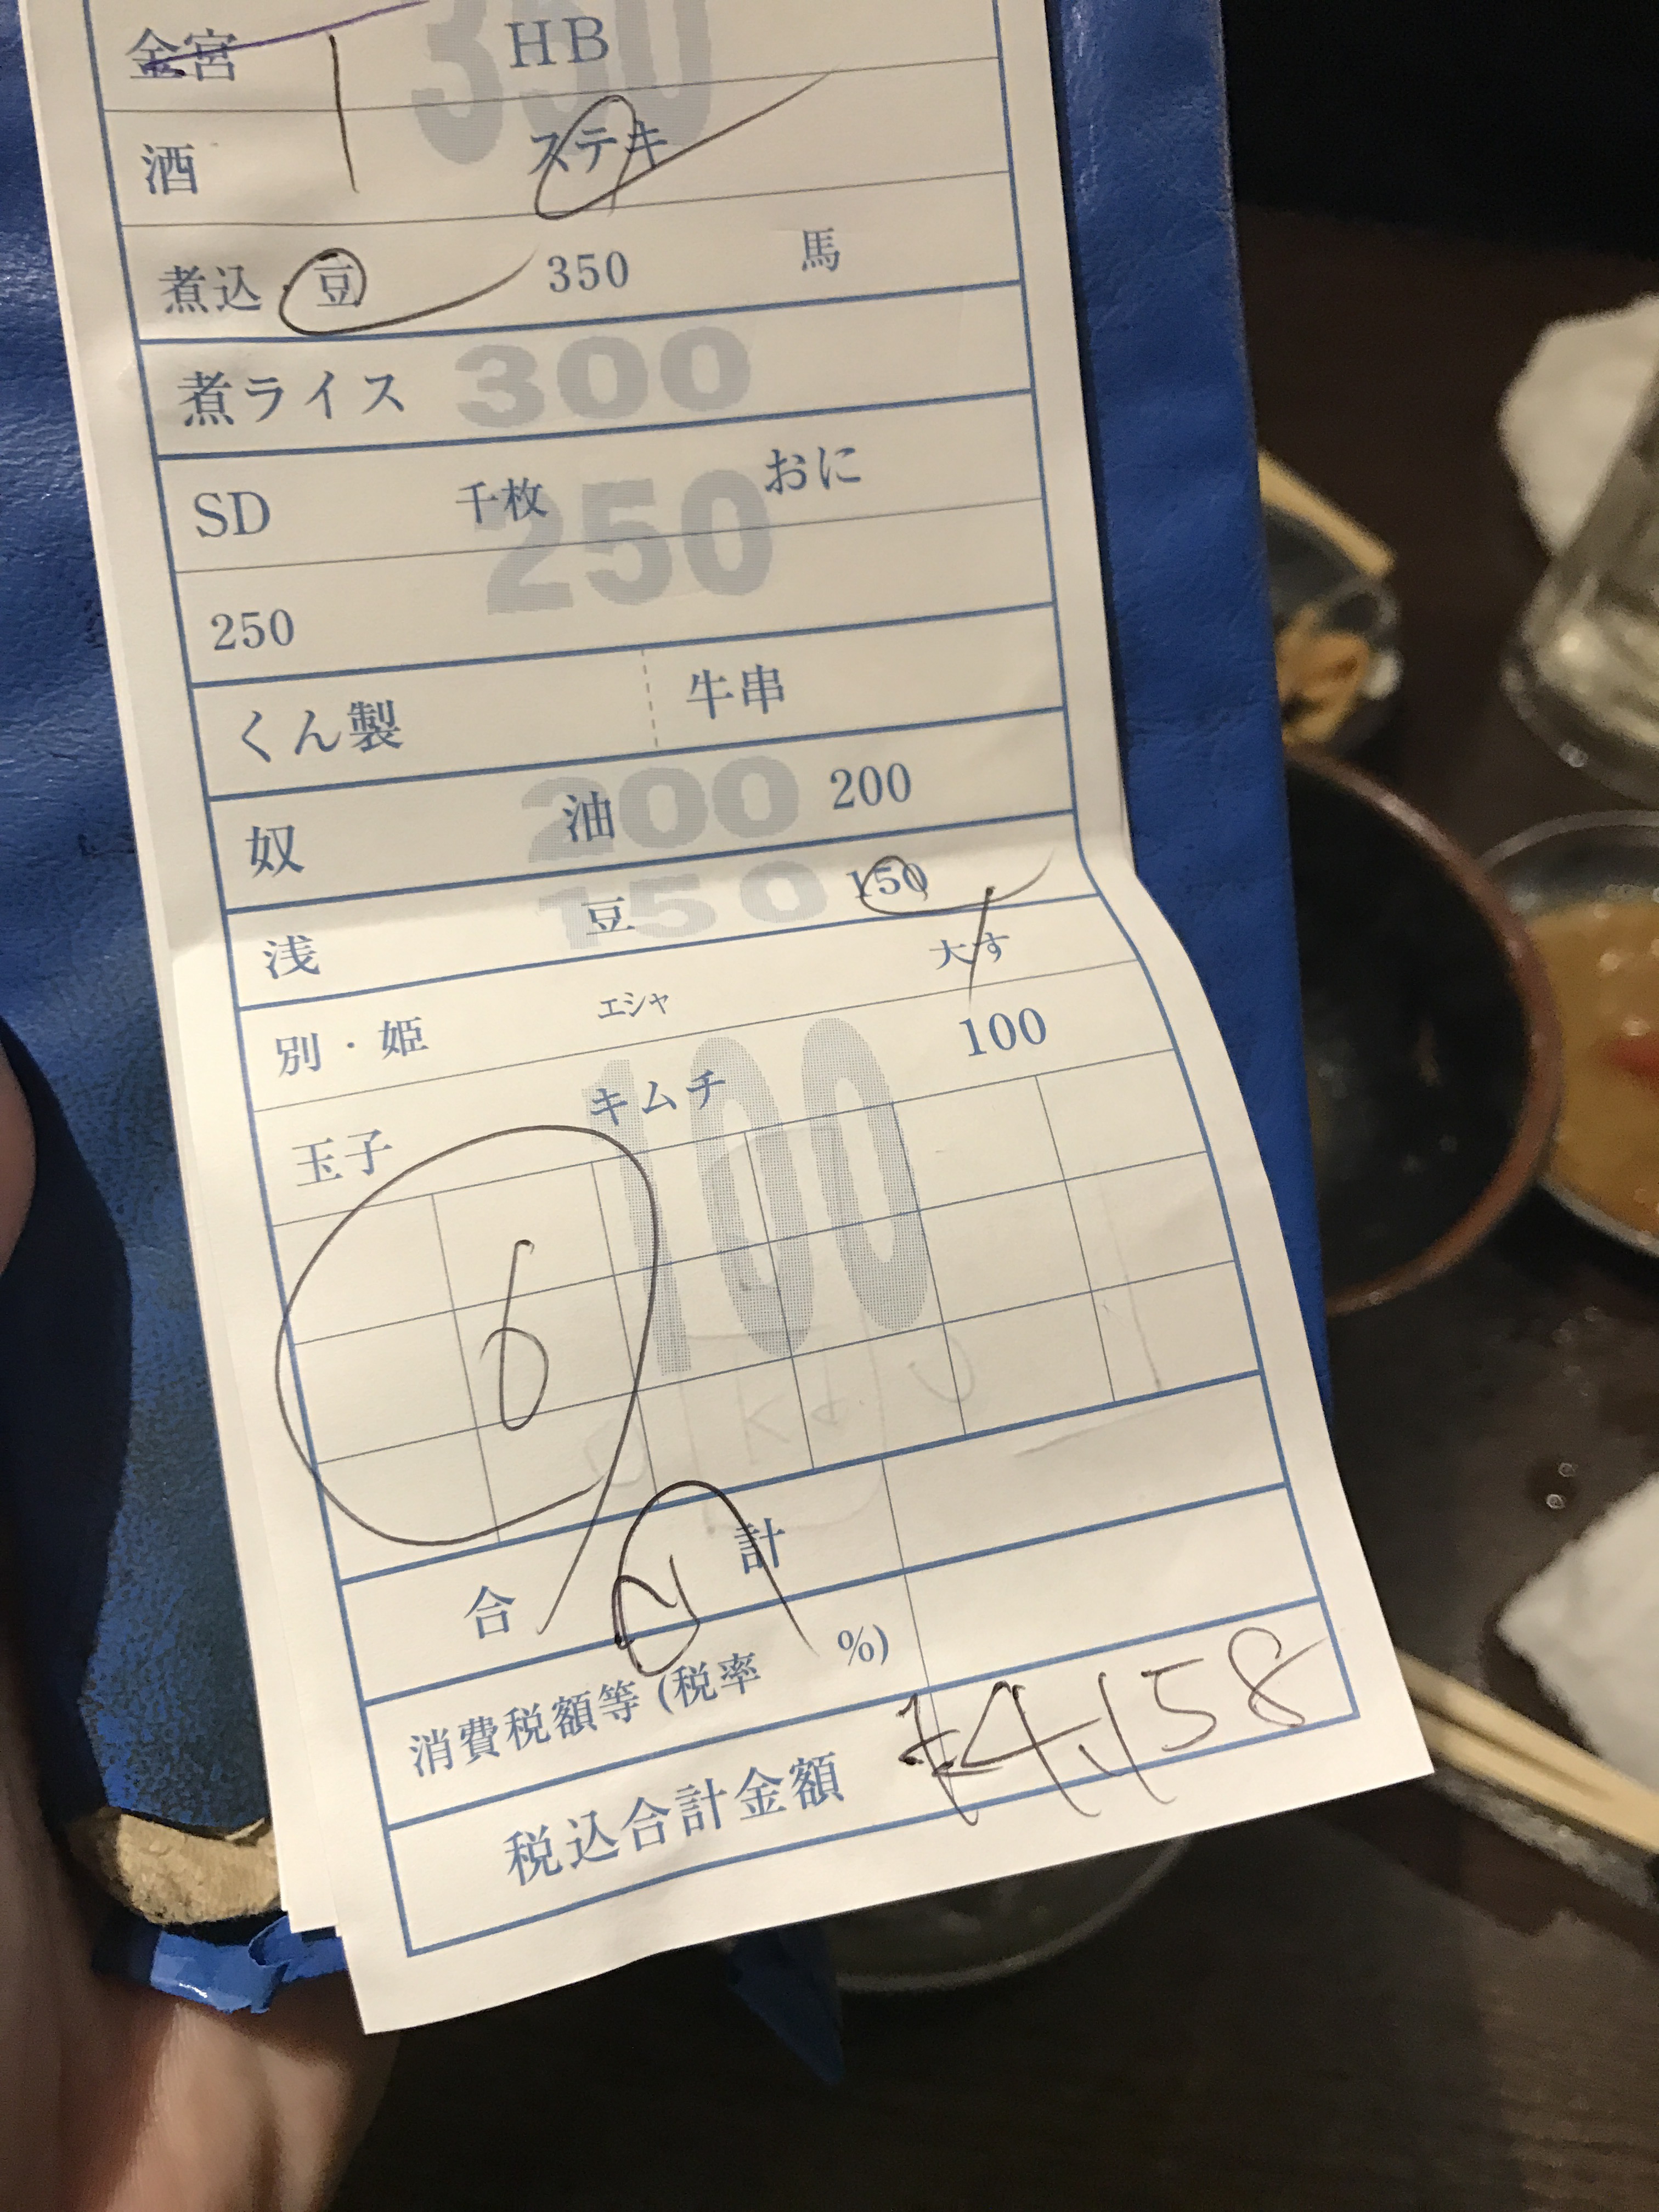 金宮 350 HB
酒 ステキ
煮込 豆 350 馬
煮ライス 300
SD 千枚 おに
250 250
くん製 牛串
奴 200 油 200
浅 豆 150 150
別・姫 エシャ 大す
玉子 キムチ 100 100
6
合計
消費税額等(税率 %)
税込合計金額 ¥4,158